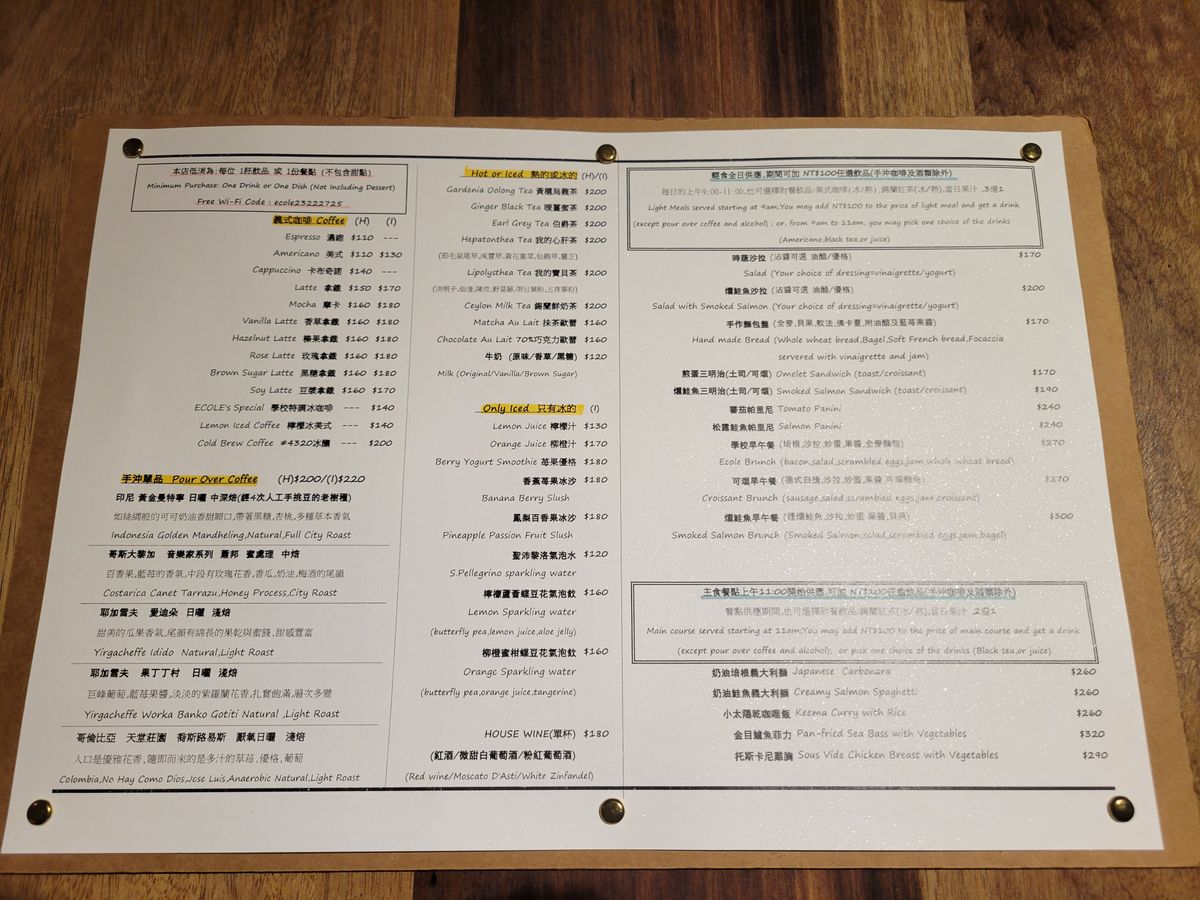 本店低消為:每位 1杯飲品 或 1份餐點 (不包含甜點)
Minimum Purchase: One Drink or One Dish (Not Including Dessert)
Free Wi-Fi Code : ecole23222725
義式咖啡 Coffee (H) (I)
Espresso 濃縮 $110 ---
Americano 美式 $110 $130
Cappuccino 卡布奇諾 $140 ---
Latte 拿鐵 $150 $170
Mocha 摩卡 $160 $180
Vanilla Latte 香草拿鐵 $160 $180
Hazelnut Latte 榛果拿鐵 $160 $180
Rose Latte 玫瑰拿鐵 $160 $180
Brown Sugar Latte 黑糖拿鐵 $160 $180
Soy Latte 豆漿拿鐵 $160 $170
ECOLE's Special 學校特調冰咖啡 --- $140
Lemon Iced Coffee 檸檬冰美式 --- $140
Cold Brew Coffee #4320冰釀 --- $200
手沖單品 Pour Over Coffee (H)$200/(I)$220
印尼 黃金曼特寧 日曬 中深焙(經4次人工手挑豆的老樹種)
如絲綢般的可可奶油香甜順口,帶著黑糖,杏桃,多種草本香氣
Indonesia Golden Mandheling,Natural,Full City Roast
哥斯大黎加 音樂家系列 蕭邦 蜜處理 中焙
百香果,藍莓的香氣,中段有玫瑰花香,香瓜,奶油,梅酒的尾韻
Costarica Canet Tarrazu,Honey Process,City Roast
耶加雪夫 愛迪朵 日曬 淺焙
甜美的瓜果香氣,尾韻有綿長的果乾與蜜餞,甜感豐富
Yirgacheffe Idido Natural,Light Roast
耶加雪夫 果丁丁村 日曬 淺焙
巨峰葡萄,藍莓果醬,淡淡的紫羅蘭花香,扎實飽滿,層次多變
Yirgacheffe Worka Banko Gotiti Natural ,Light Roast
哥倫比亞 天堂莊園 喬斯路易斯 厭氧日曬 淺焙
入口是優雅花香,隨即而來的是多汁的草莓,優格,葡萄
Colombia,No Hay Como Dios,Jose Luis,Anaerobic Natural,Light Roast
Hot or Iced 熱的或冰的 (H)/(I)
Gardenia Oolong Tea 黃梔烏龍茶 $200
Ginger Black Tea 暖薑蜜茶 $200
Earl Grey Tea 伯爵茶 $200
Hepatonthea Tea 我的心肝茶 $200
鼠尾草,咸豐草,黃花蜜菜,仙鶴草,靈芝)
Lipolysthea Tea 我的寶貝茶 $200
(決明子,仙楂,陳皮,野葛藤,明日葉粉,五夜蔘粉)
Ceylon Milk Tea 錫蘭鮮奶茶 $200
Matcha Au Lait 抹茶歐蕾 $160
Chocolate Au Lait 70%巧克力歐蕾 $160
牛奶 (原味/香草/黑糖) $120
Milk (Original/Vanilla/Brown Sugar)
Only Iced 只有冰的 (I)
Lemon Juice 檸檬汁 $130
Orange Juice 柳橙汁 $170
Berry Yogurt Smoothie 莓果優格 $180
香蕉莓果冰沙 $180
Banana Berry Slush
鳳梨百香果冰沙 $180
Pineapple Passion Fruit Slush
聖沛黎洛氣泡水 $120
S.Pellegrino sparkling water
檸檬蘆薈蝶豆花氣泡飲 $160
Lemon Sparkling water
(butterfly pea,lemon juice,aloe jelly)
柳橙蜜柑蝶豆花氣泡飲 $160
Orange Sparkling water
(butterfly pea,orange juice,tangerine)
HOUSE WINE(單杯) $180
(紅酒/微甜白葡萄酒/粉紅葡萄酒)
(Red wine/Moscato D'Asti/White Zinfandel)
輕食全日供應,期間可加 NT$100任選飲品(手沖咖啡及酒類除外)
每日的上午9:00-11:00,也可選擇附餐飲品:美式咖啡(冰/熱),錫蘭紅茶(冰/熱),當日果汁 ,3選1
Light Meals served starting at 9am,You may add NT$100 to the price of light meal and get a drink
(except pour over coffee and alcohol) ; or, from 9am to 11am, you may pick one choice of the drinks
(Americano,black tea,or juice)
時蔬沙拉 (沾醬可選 油醋/優格) $170
Salad (Your choice of dressing=vinaigrette/yogurt)
燻鮭魚沙拉 (沾醬可選 油醋/優格) $200
Salad with Smoked Salmon (Your choice of dressing=vinaigrette/yogurt)
手作麵包盤 (全麥,貝果,軟法,佛卡夏,附油醋及藍莓果醬) $170
Hand made Bread (Whole wheat bread,Bagel,Soft French bread,Focaccia
servered with vinaigrette and jam)
煎蛋三明治(土司/可頌) Omelet Sandwich (toast/croissant) $170
燻鮭魚三明治(土司/可頌) Smoked Salmon Sandwich (toast/croissant) $190
蕃茄帕里尼 Tomato Panini $240
松露鮭魚帕里尼 Salmon Panini $240
學校早午餐 (培根,沙拉,炒蛋,果醬,全麥麵包) $270
Ecole Brunch (bacon,salad,scrambled eggs,jam,whole wheat bread)
可頌早午餐 (德式白腸,沙拉,炒蛋,果醬,可頌麵包) $270
Croissant Brunch (sausage,salad,scrambled eggs,jam,croissant)
燻鮭魚早午餐 (煙燻鮭魚,沙拉,炒蛋,果醬,貝果) $300
Smoked Salmon Brunch (Smoked Salmon,salad,scrambled eggs,jam,bagel)
主食餐點上午11:00開始供應,可加 NT$100任選飲品(手沖咖啡及酒類除外)
餐點供應期間,也可選擇附餐飲品:錫蘭紅茶(冰/熱),當日果汁 ,2選1
Main course served starting at 11am;You may add NT$100 to the price of main course and get a drink
(except pour over coffee and alcohol); or pick one choice of the drinks (Black tea,or juice)
奶油培根義大利麵 Japanese Carbonara $260
奶油鮭魚義大利麵 Creamy Salmon Spaghetti $260
小太陽乾咖哩飯 Keema Curry with Rice $260
金目鱸魚菲力 Pan-fried Sea Bass with Vegetables $320
托斯卡尼雞胸 Sous Vide Chicken Breast with Vegetables $290